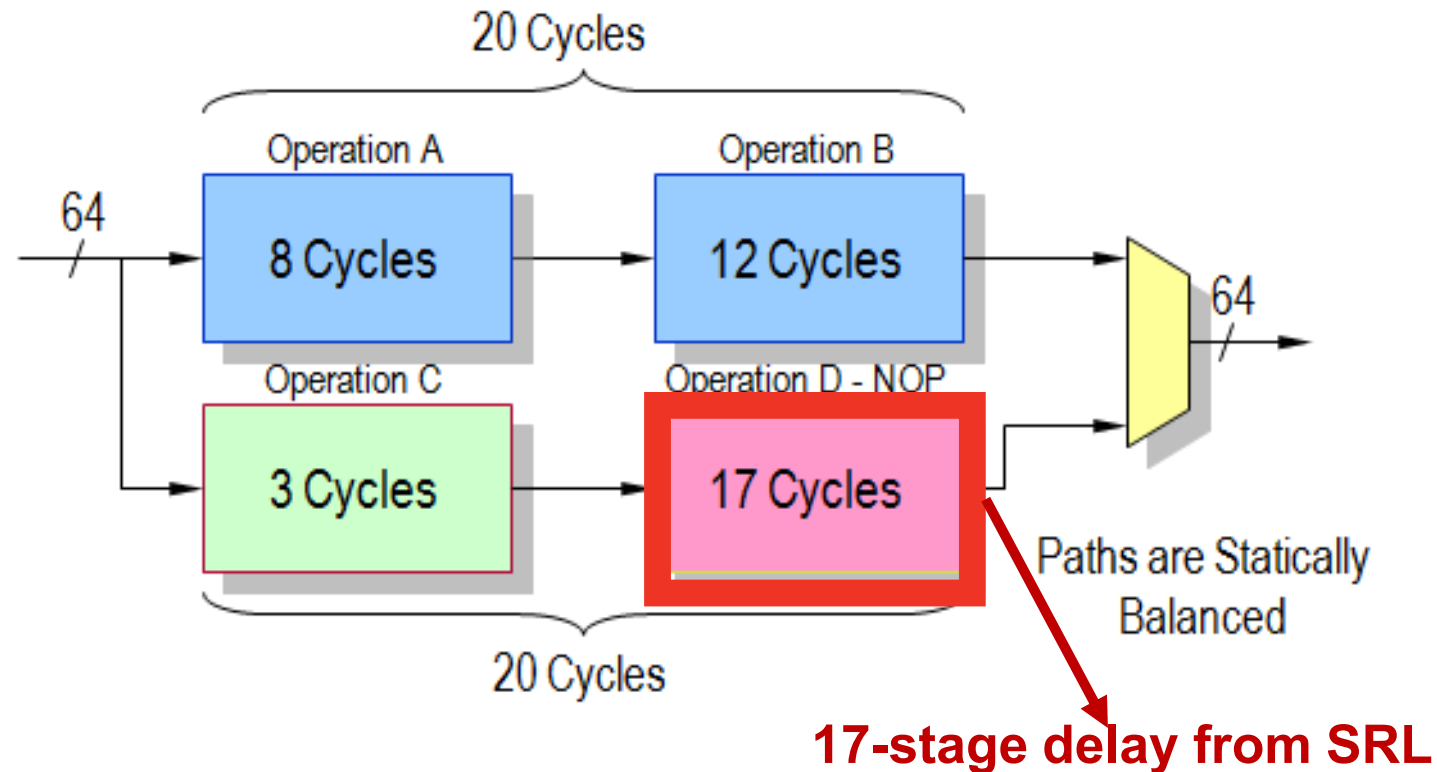 20 Cycles
Operation A
Operation B
64
8 Cycles
12 Cycles
64
Operation C
Operation D - NOP
3 Cycles
17 Cycles
Paths are Statically
Balanced
20 Cycles
17-stage delay from SRL